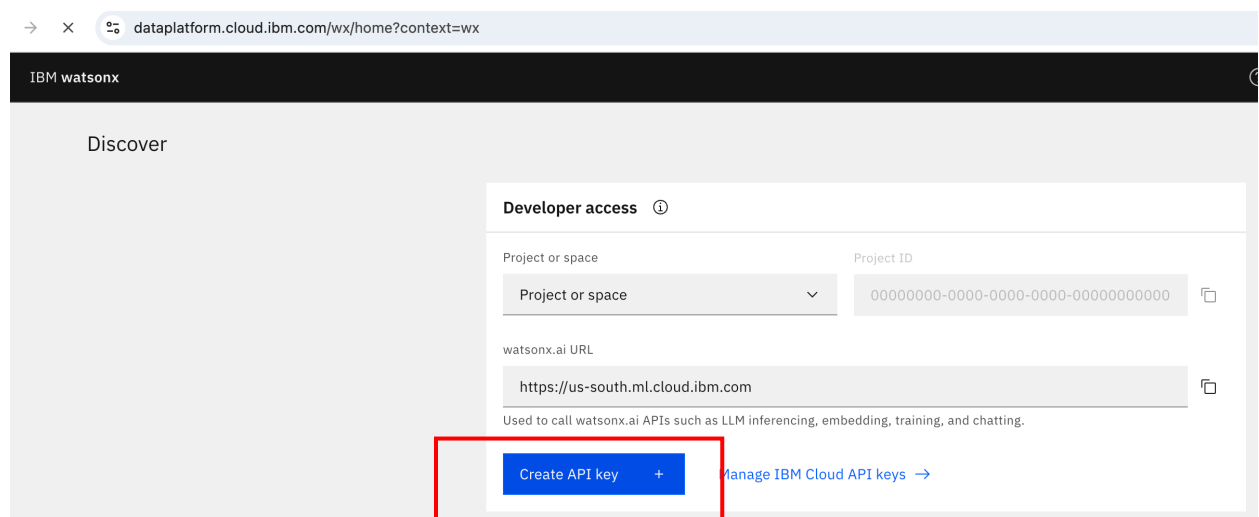 dataplatform.cloud.ibm.com/wx/home?context=wx
IBM watsonx
Discover
Developer access
Project or space
Project ID
Project or space
00000000-0000-0000-0000-00000000000
watsonx.ai URL
https://us-south.ml.cloud.ibm.com
Used to call watsonx.ai APIs such as LLM inferencing, embedding, training, and chatting.
Create API key +
Manage IBM Cloud API keys →